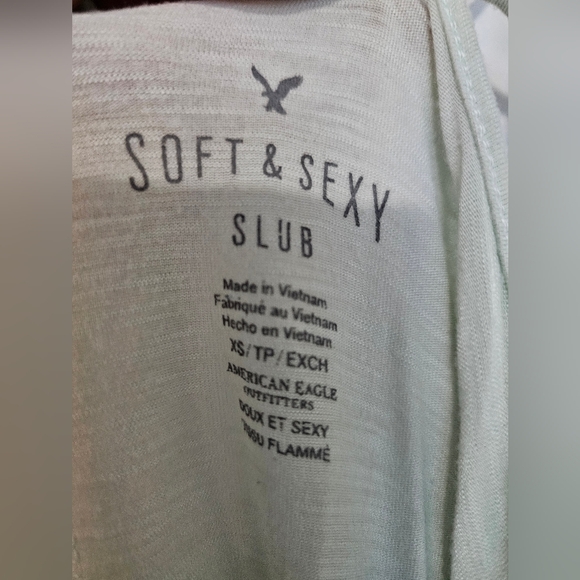 SOFT & SEXY
SLUB
Made in Vietnam
Fabriqué au Vietnam
Hecho en Vietnam
XS/TP/EXCH
AMERICAN EAGLE
OUTFITTERS
DOUX ET SEXY
TISSU FLAMMÉ